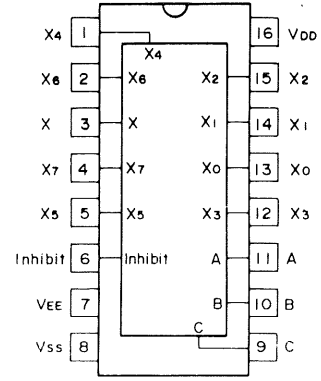 X4 1 16 VDD
X4
X6 2 X6 X2 15 X2
X 3 X X1 14 X1
X7 4 X7 X0 13 X0
X5 5 X5 X3 12 X3
Inhibit 6 Inhibit A 11 A
VEE 7 B 10 B
C
VSS 8 9 C